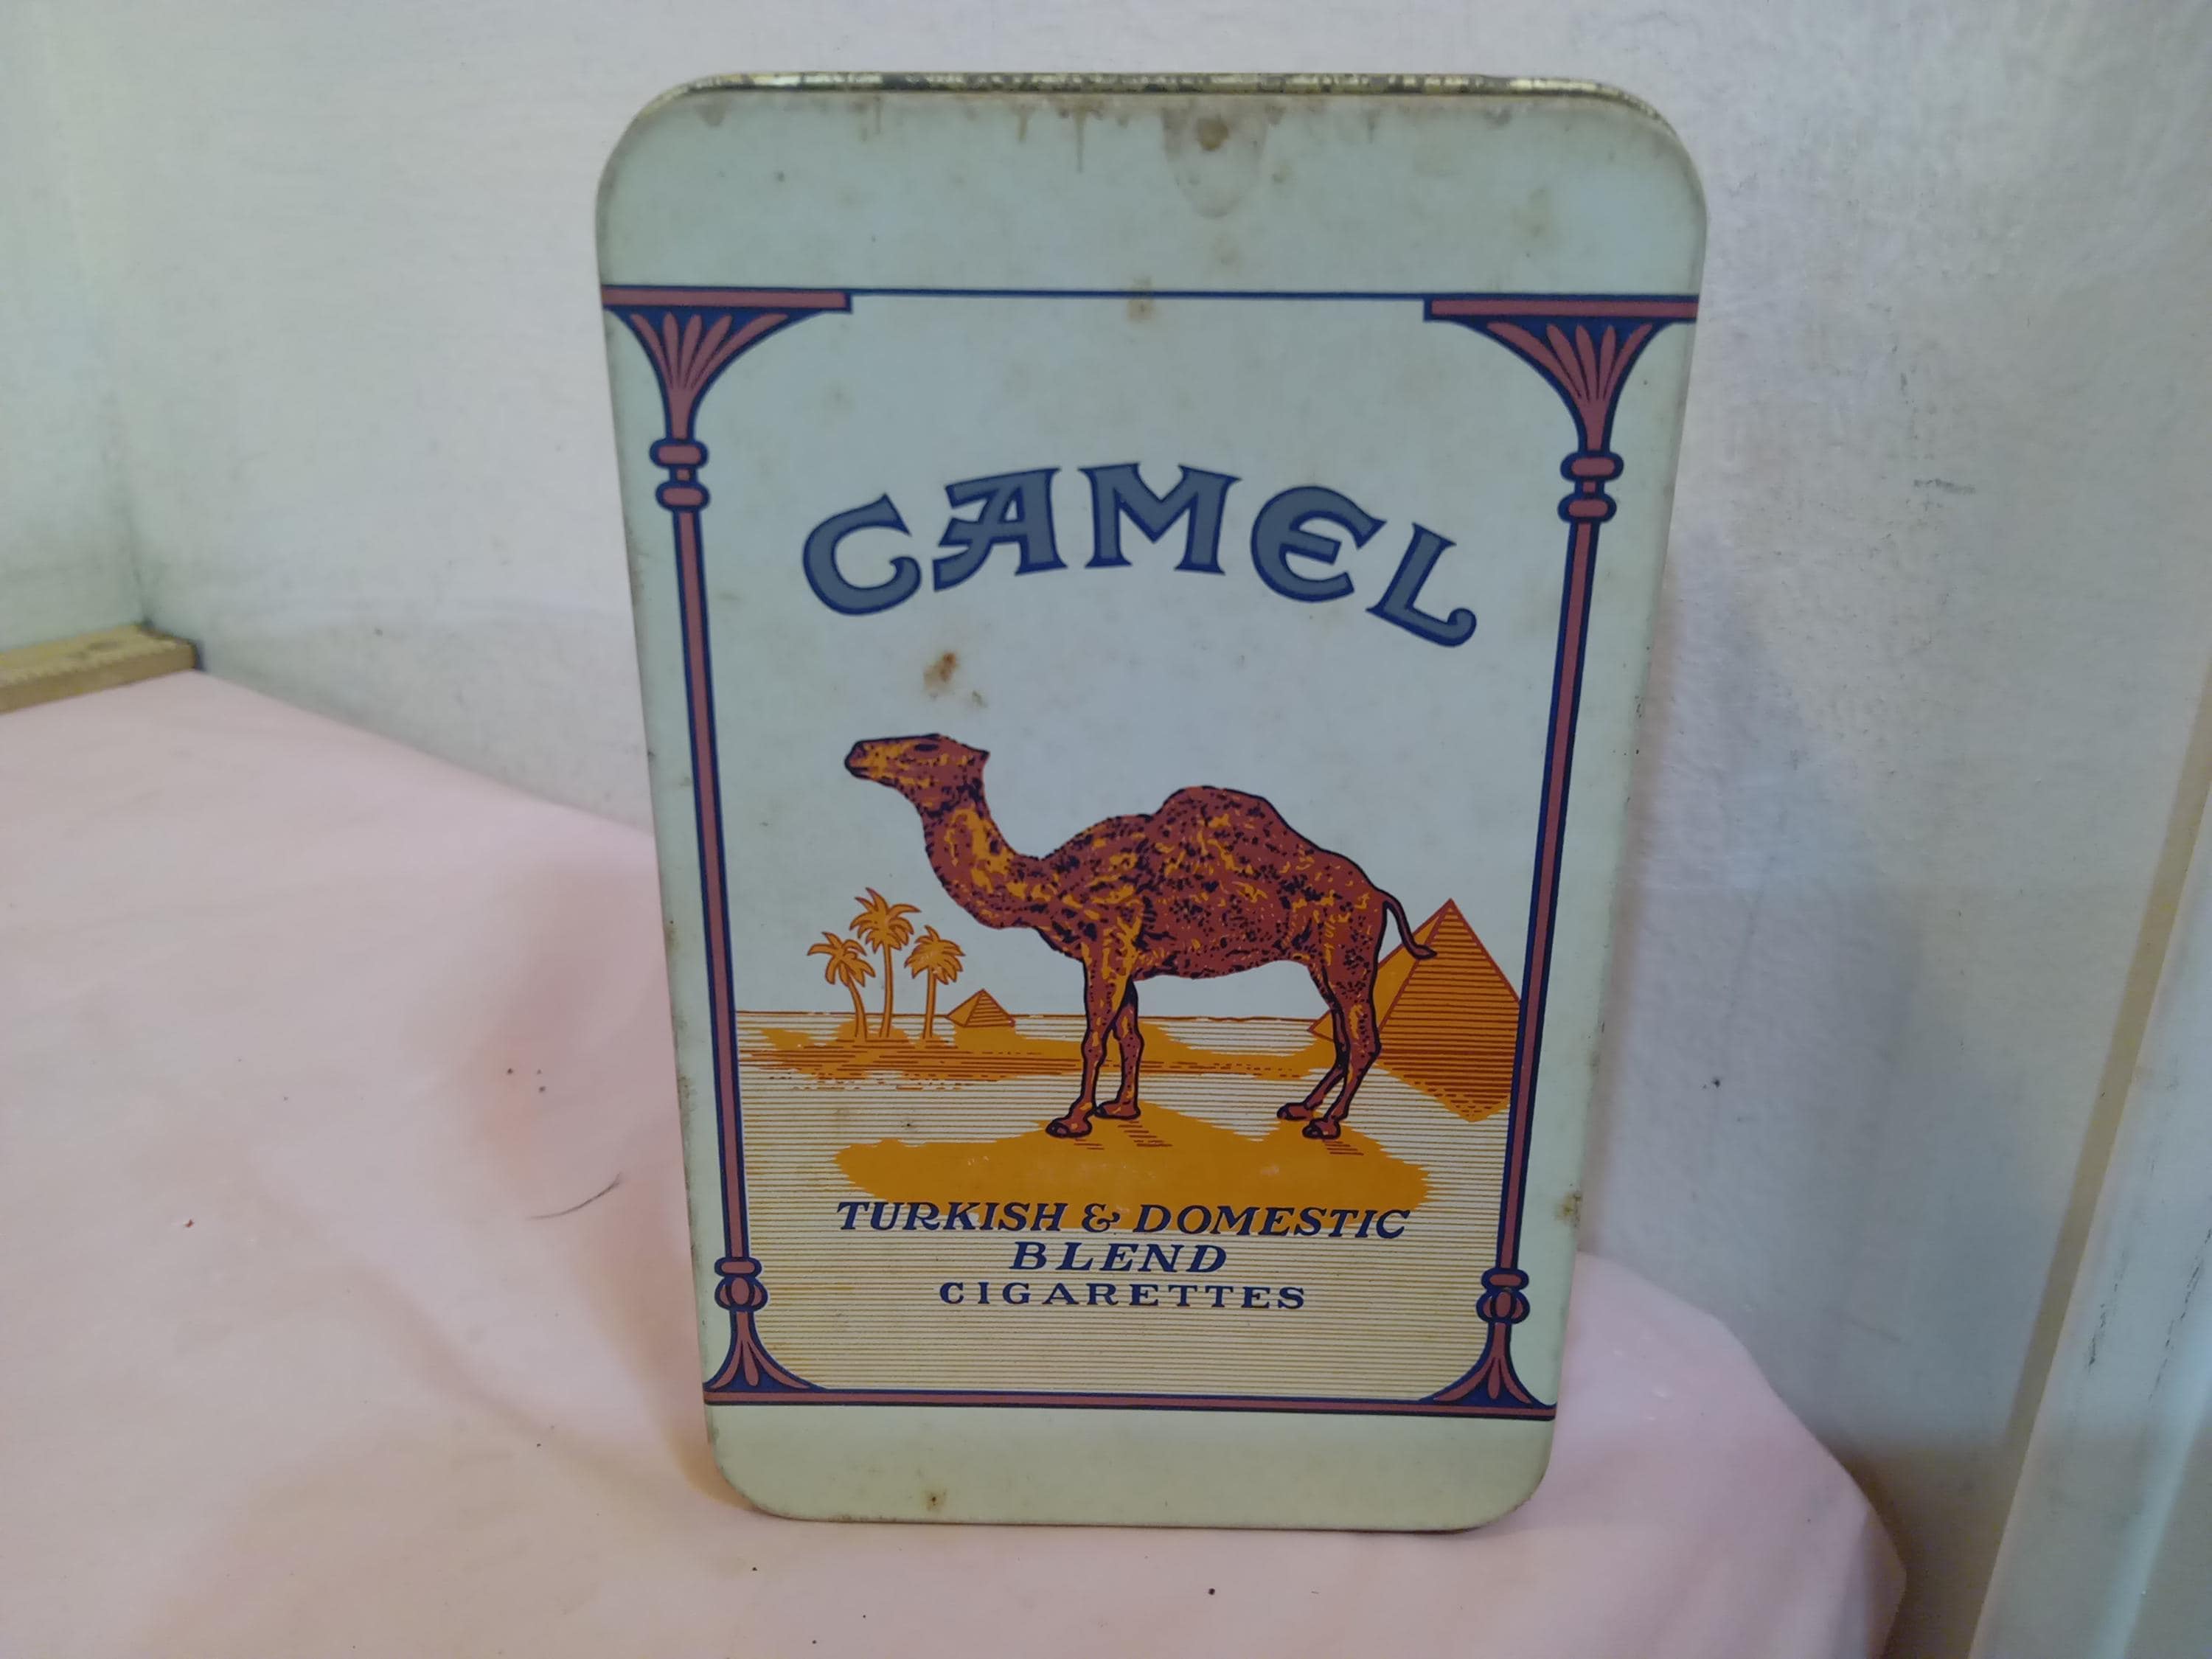 CAMEL
TURKISH & DOMESTIC
BLEND
CIGARETTES